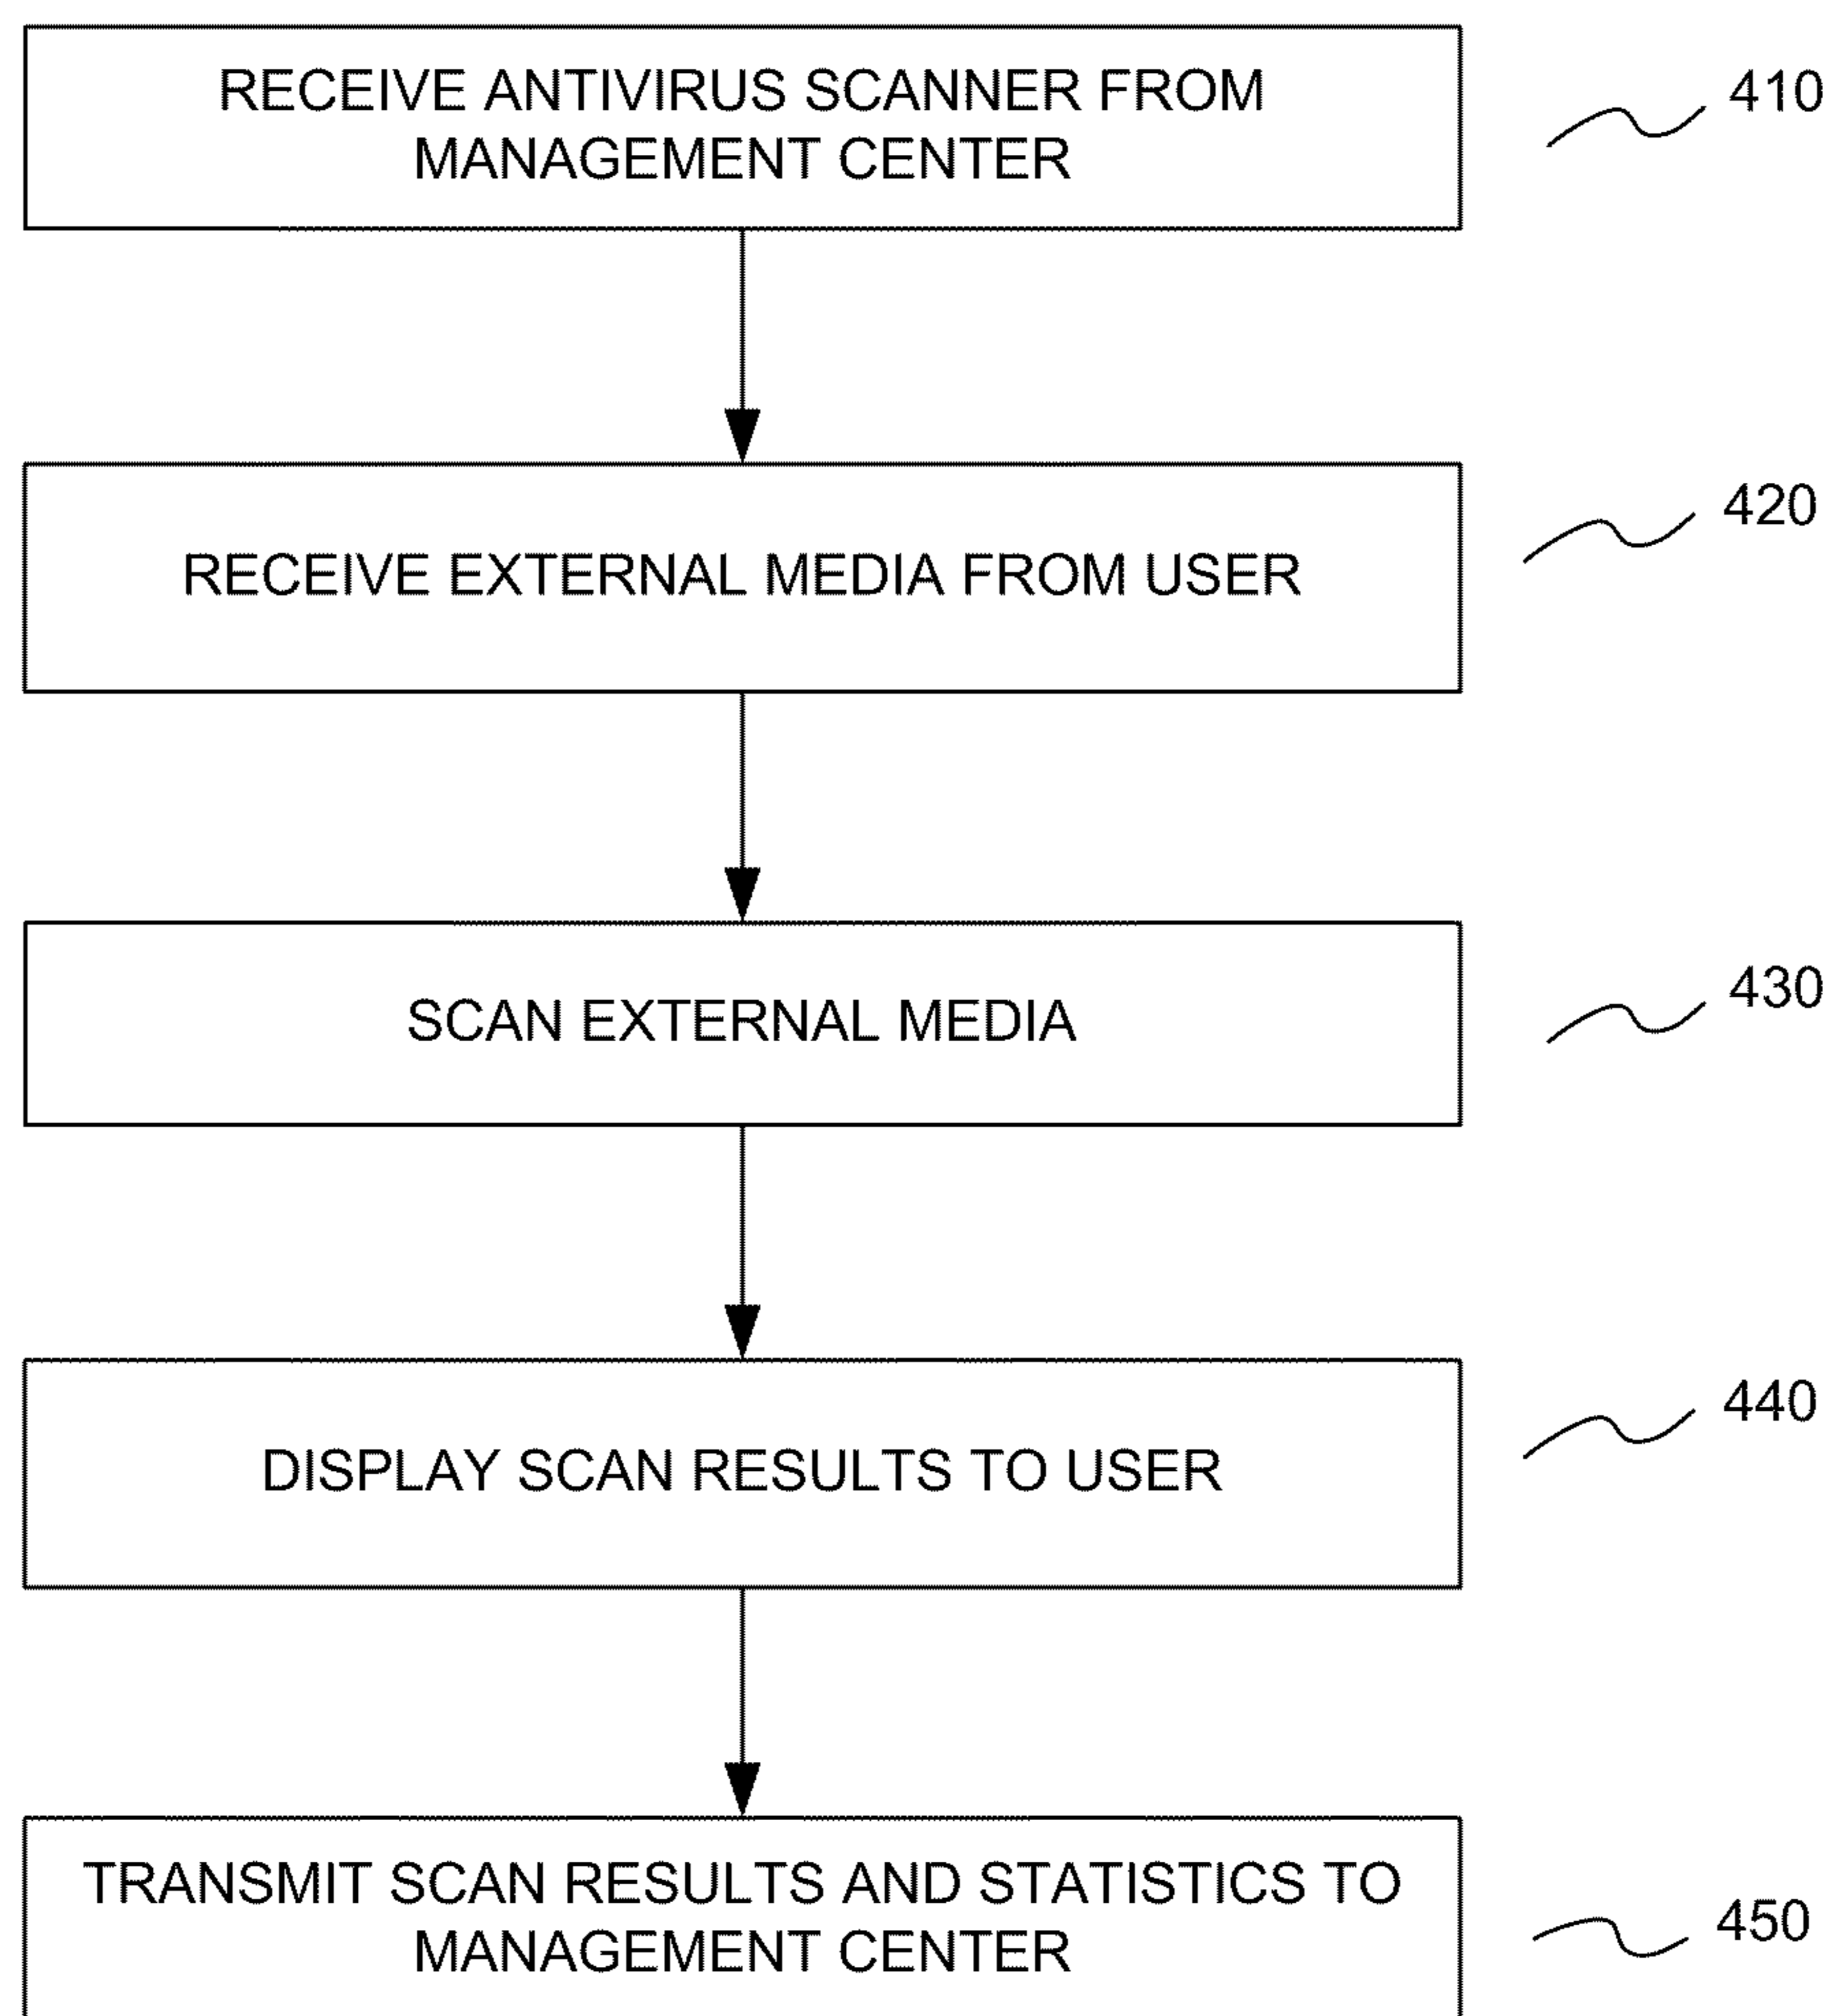 RECEIVE ANTIVIRUS SCANNER FROM
MANAGEMENT CENTER
410
RECEIVE EXTERNAL MEDIA FROM USER
420
SCAN EXTERNAL MEDIA
430
DISPLAY SCAN RESULTS TO USER
440
TRANSMIT SCAN RESULTS AND STATISTICS TO
MANAGEMENT CENTER
450